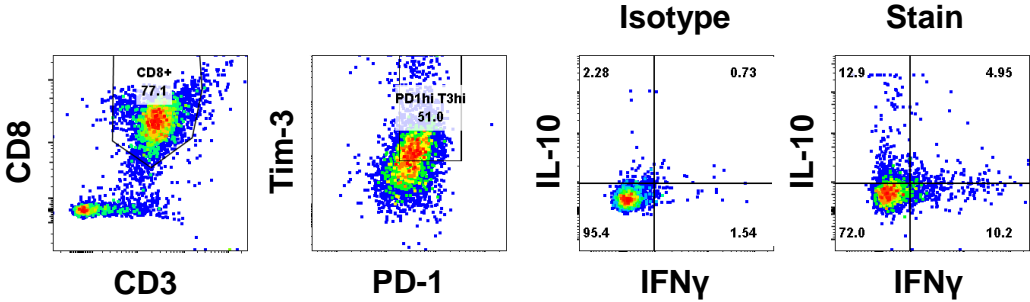 Isotype
Stain
CD8
CD8+
77.1
CD3
Tim-3
PD1hi T3hi
51.0
PD-1
IL-10
2.28
0.73
95.4
1.54
IFNγ
IL-10
12.9
4.95
72.0
10.2
IFNγ